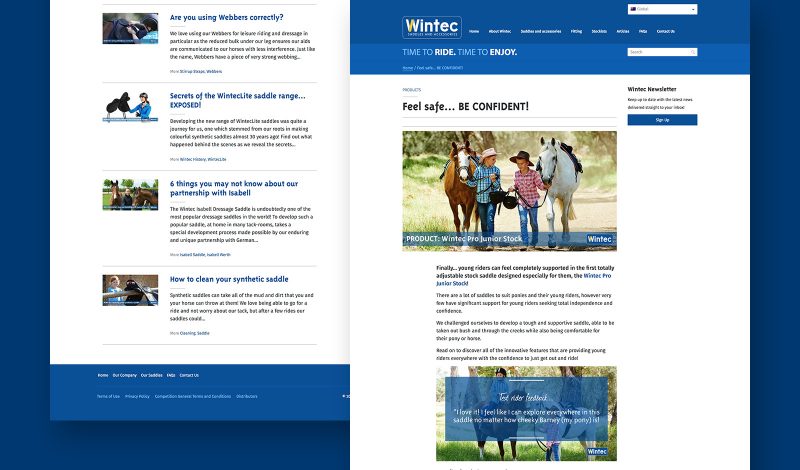 Are you using Webbers correctly?
We love using our Webbers for leisure riding and dressage in
particular as the reduced bulk under our leg ensures our aids
are communicated to our horses with less interference. Just like
the name, Webbers have a piece of very strong webbing...
More Stirrup Straps, Webbers
Secrets of the WintecLite saddle range...
EXPOSED!
Developing the new range of WintecLite saddles was quite a
journey for us, one which stemmed from our roots in making
colourful synthetic saddles almost 30 years ago! Find out what
happened behind the scenes as we reveal the secrets...
More Wintec History, WintecLite
6 things you may not know about our
partnership with Isabell
The Wintec Isabell Dressage Saddle is undoubtedly one of the
most popular dressage saddles in the world! To develop such a
popular saddle, at home in many tack-rooms, takes a
special development process made possible by our enduring
and unique partnership with German...
More Isabell Saddle, Isabell Werth
How to clean your synthetic saddle
Synthetic saddles can take all of the mud and dirt that you and
your horse can throw at them! We love being able to go for a
ride and not worry about our tack, but after a few rides our
saddles could...
More Cleaning, Saddle
Home Our Company Our Saddles FAQs Contact Us
Terms of Use Privacy Policy Competition General Terms and Conditions Distributors
Global
Wintec
SADDLES AND ACCESSORIES
Home About Wintec Saddles and accessories Fitting Stockists Articles FAQs Contact Us
TIME TO RIDE. TIME TO ENJOY.
Search
Home / Feel safe... BE CONFIDENT!
PRODUCTS
Feel safe... BE CONFIDENT!
PRODUCT: Wintec Pro Junior Stock
Wintec
Finally... young riders can feel completely supported in the first totally
adjustable stock saddle designed especially for them, the Wintec Pro
Junior Stock!
There are a lot of saddles to suit ponies and their young riders, however very
few have significant support for young riders seeking total independence and
confidence.
We challenged ourselves to develop a tough and supportive saddle, able to be
taken out bush and through the creeks while also being comfortable for
their pony or horse.
Read on to discover all of the innovative features that are providing young
riders everywhere with the confidence to just get out and ride!
Test rider feedback...
"I love it! I feel like I can explore everywhere in this
saddle no matter how cheeky Barney (my pony) is!
Wintec
Wintec Newsletter
Keep up to date with the latest news
delivered straight to your inbox!
Sign Up